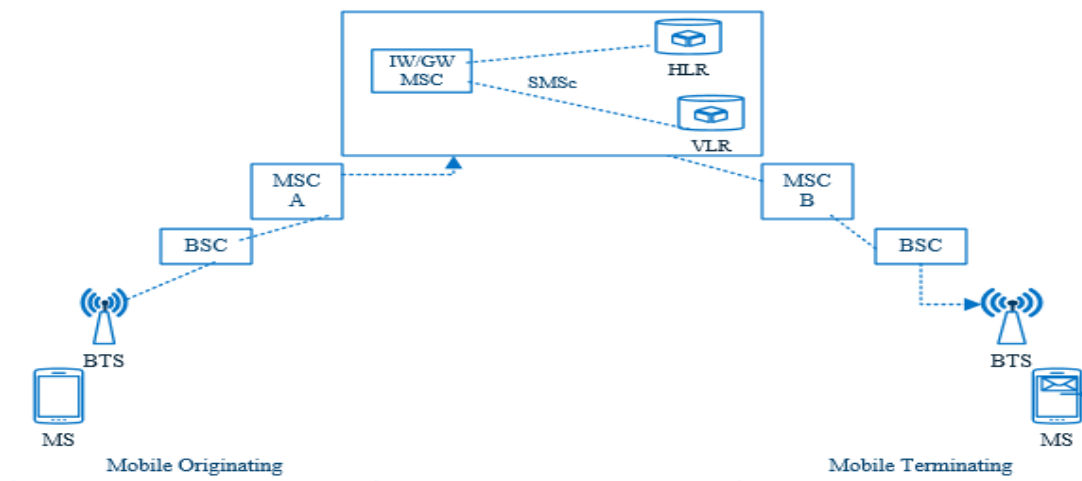 IW/GW
MSC
HLR
SMSc
VLR
MSC
A
MSC
B
BSC
BSC
BTS
BTS
MS
MS
Mobile Originating
Mobile Terminating